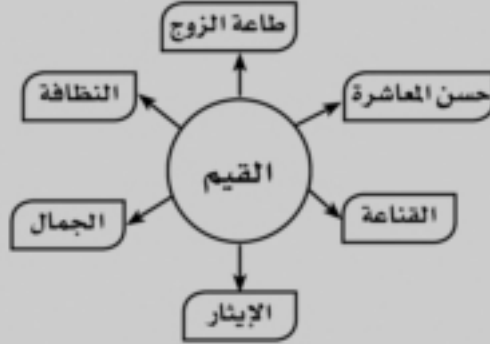 طاعة الزوج
حسن المعاشرة
النظافة
القيم
القناعة
الجمال
الإيثار